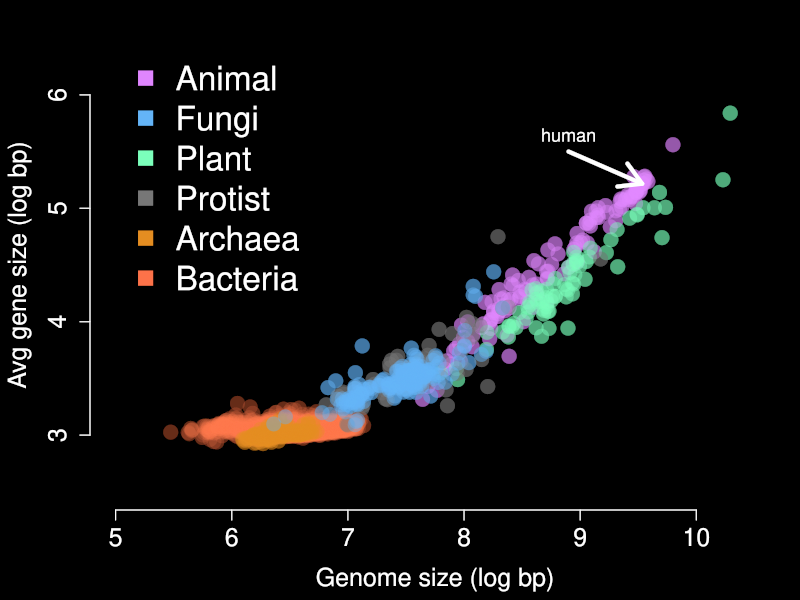 Animal
Fungi
Plant
Protist
Archaea
Bacteria
human
Avg gene size (log bp)
6
5
4
3
5 6 7 8 9 10
Genome size (log bp)